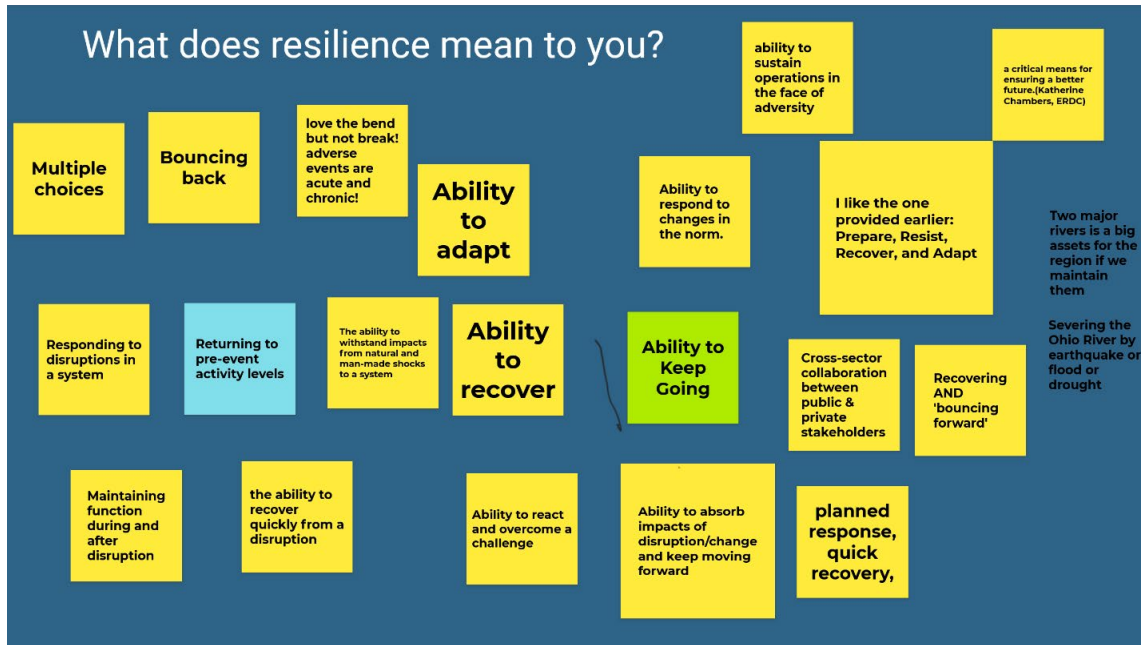 What does resilience mean to you?
ability to
sustain
operations in
the face of
adversity
a critical means for
ensuring a better
future.(Katherine
Chambers, ERDC)
Multiple
choices
Bouncing
back
love the bend
but not break!
adverse
events are
acute and
chronic!
Ability
to
adapt
Ability to
respond to
changes in
the norm.
I like the one
provided earlier:
Prepare, Resist,
Recover, and Adapt
Two major
rivers is a big
assets for the
region if we
maintain
them
Responding to
disruptions in
a system
Returning to
pre-event
activity levels
The ability to
withstand impacts
from natural and
man-made shocks
to a system
Ability
to
recover
Ability to
Keep
Going
Cross-sector
collaboration
between
public &
private
stakeholders
Recovering
AND
'bouncing
forward'
Severing the
Ohio River by
earthquake or
flood or
drought
Maintaining
function
during and
after
disruption
the ability to
recover
quickly from a
disruption
Ability to react
and overcome a
challenge
Ability to absorb
impacts of
disruption/change
and keep moving
forward
planned
response,
quick
recovery,